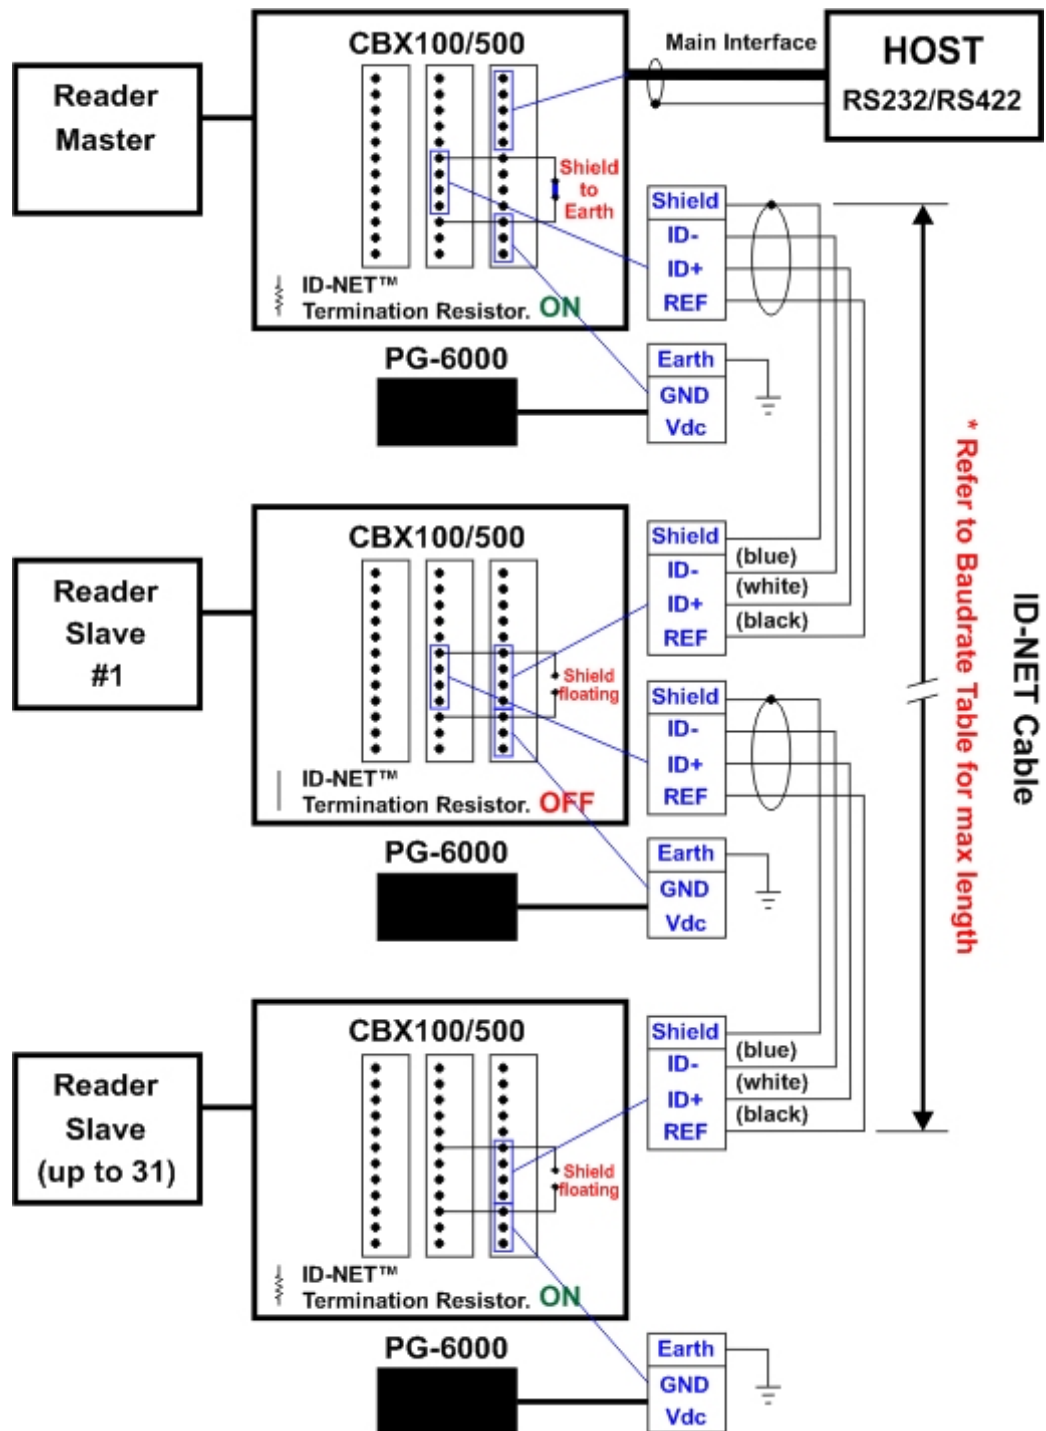 CBX100/500
Main Interface
HOST
RS232/RS422
Reader
Master
Shield
to
Earth
ID-NET™
Termination Resistor. ON
Shield
ID-
ID+
REF
PG-6000
Earth
GND
Vdc
CBX100/500
Reader
Slave
#1
Shield
floating
ID-NET™
Termination Resistor. OFF
Shield
ID-
ID+
REF
(blue)
(white)
(black)
Shield
ID-
ID+
REF
PG-6000
Earth
GND
Vdc
CBX100/500
Reader
Slave
(up to 31)
Shield
floating
ID-NET™
Termination Resistor. ON
Shield
ID-
ID+
REF
(blue)
(white)
(black)
PG-6000
Earth
GND
Vdc
* Refer to Baudrate Table for max length
ID-NET Cable